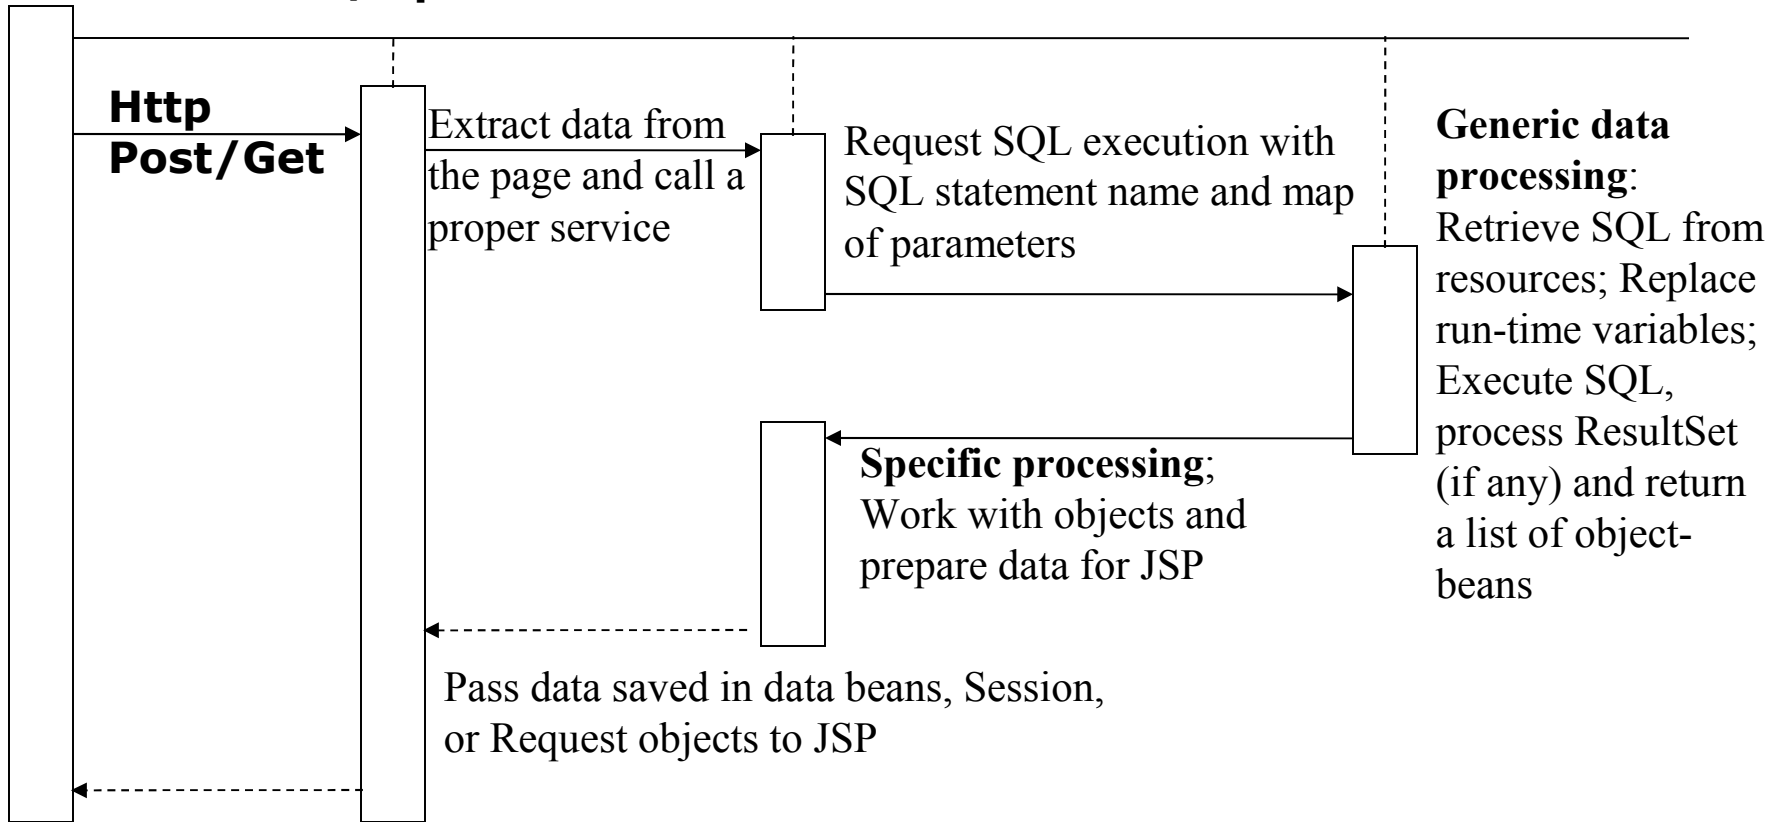 Http
Post/Get
Extract data from
the page and call a
proper service
Request SQL execution with
SQL statement name and map
of parameters
Generic data
processing:
Retrieve SQL from
resources; Replace
run-time variables;
Execute SQL,
process ResultSet
(if any) and return
a list of object-
beans
Specific processing;
Work with objects and
prepare data for JSP
Pass data saved in data beans, Session,
or Request objects to JSP